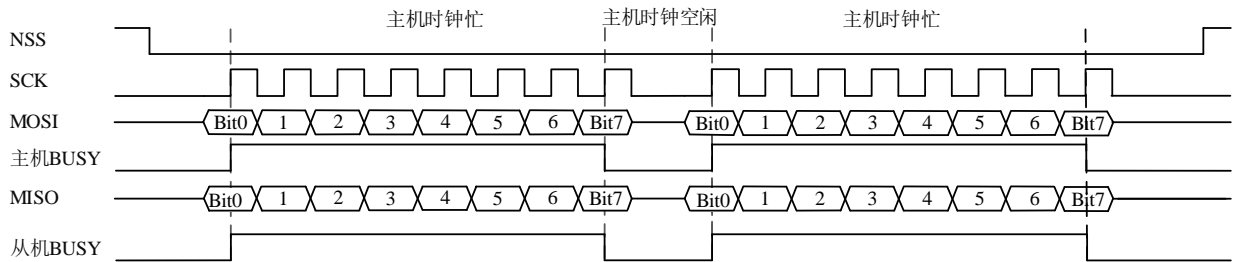 主机时钟忙 主机时钟空闲 主机时钟忙
NSS
SCK
MOSI Bit0 1 2 3 4 5 6 Bit7 Bit0 1 2 3 4 5 6 Bit7
主机BUSY
MISO Bit0 1 2 3 4 5 6 Bit7 Bit0 1 2 3 4 5 6 Bit7
从机BUSY